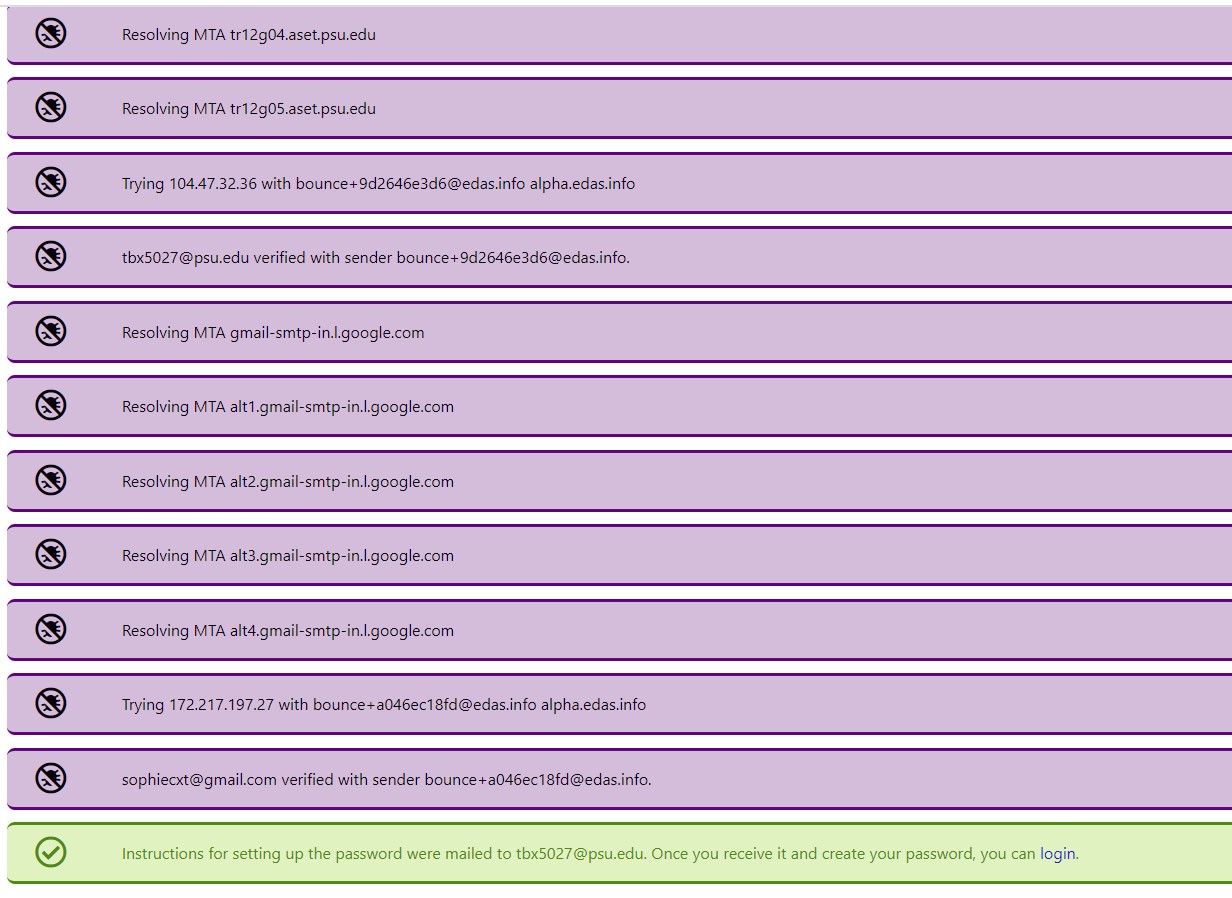 Resolving MTA tr12g04.aset.psu.edu
Resolving MTA tr12g05.aset.psu.edu
Trying 104.47.32.36 with bounce+9d2646e3d6@edas.info alpha.edas.info
tbx5027@psu.edu verified with sender bounce+9d2646e3d6@edas.info.
Resolving MTA gmail-smtp-in.l.google.com
Resolving MTA alt1.gmail-smtp-in.l.google.com
Resolving MTA alt2.gmail-smtp-in.l.google.com
Resolving MTA alt3.gmail-smtp-in.l.google.com
Resolving MTA alt4.gmail-smtp-in.l.google.com
Trying 172.217.197.27 with bounce+a046ec18fd@edas.info alpha.edas.info
sophiecxt@gmail.com verified with sender bounce+a046ec18fd@edas.info.
Instructions for setting up the password were mailed to tbx5027@psu.edu. Once you receive it and create your password, you can login.